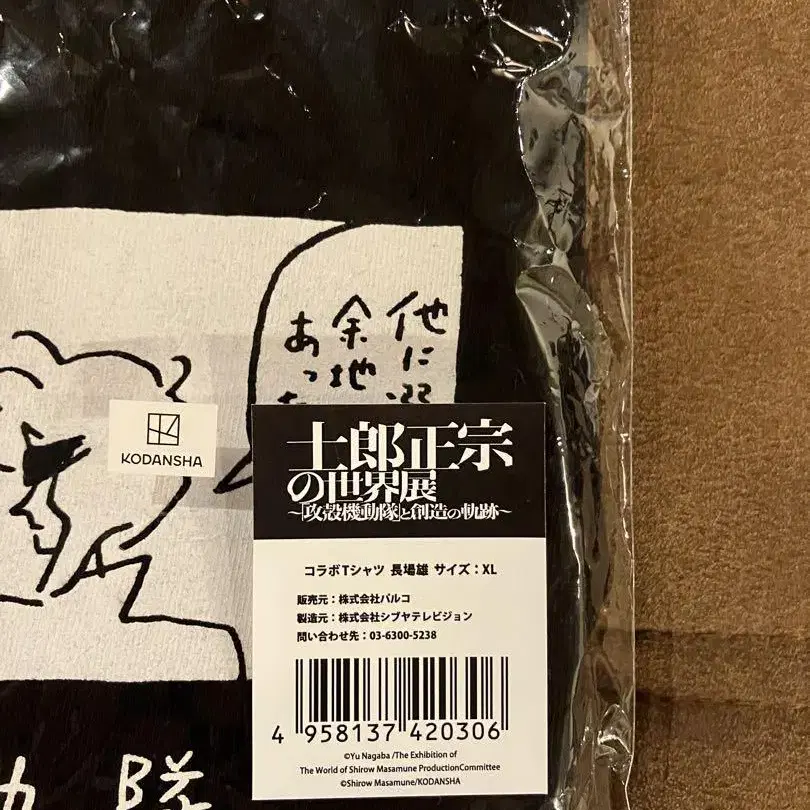 他に
余地
あっ
KODANSHA
士郎正宗
の世界展
～「攻殻機動隊」と創造の軌跡～
コラボTシャツ 長場雄 サイズ：XL
販売元：株式会社パルコ
製造元：株式会社シブヤテレビジョン
問い合わせ先：03-6300-5238
4 958137 420306
©Yu Nagaba /The Exhibition of
The World of Shirow Masamune ProductionCommittee
©Shirow Masamune/KODANSHA
隊